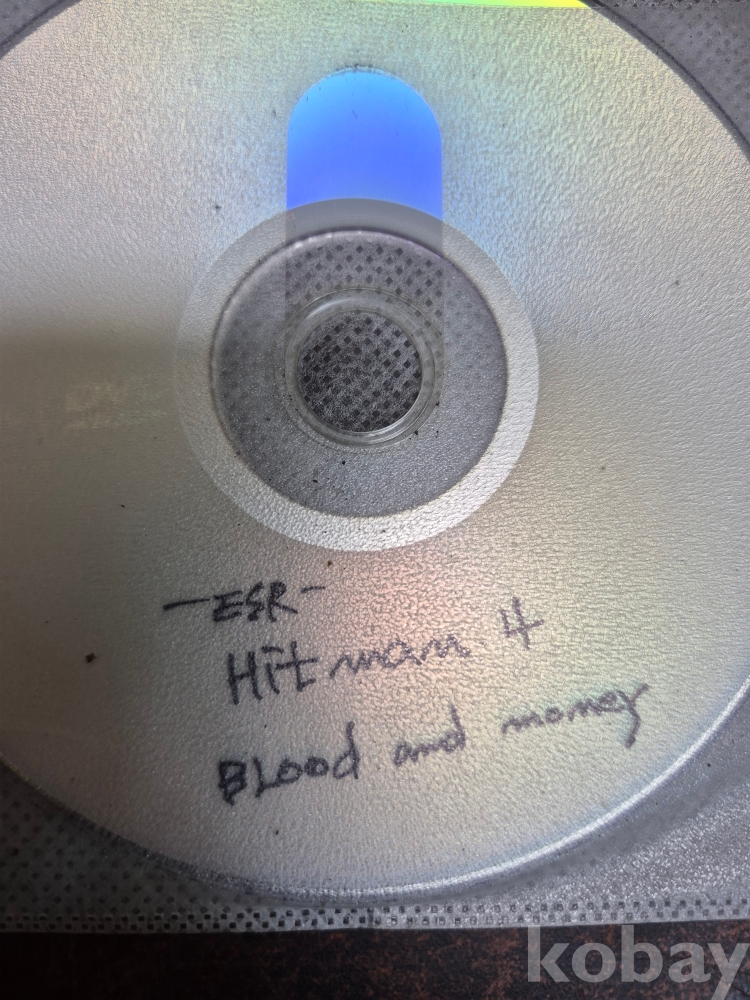 -ESR-
Hitman 4
BLood and money
kobay